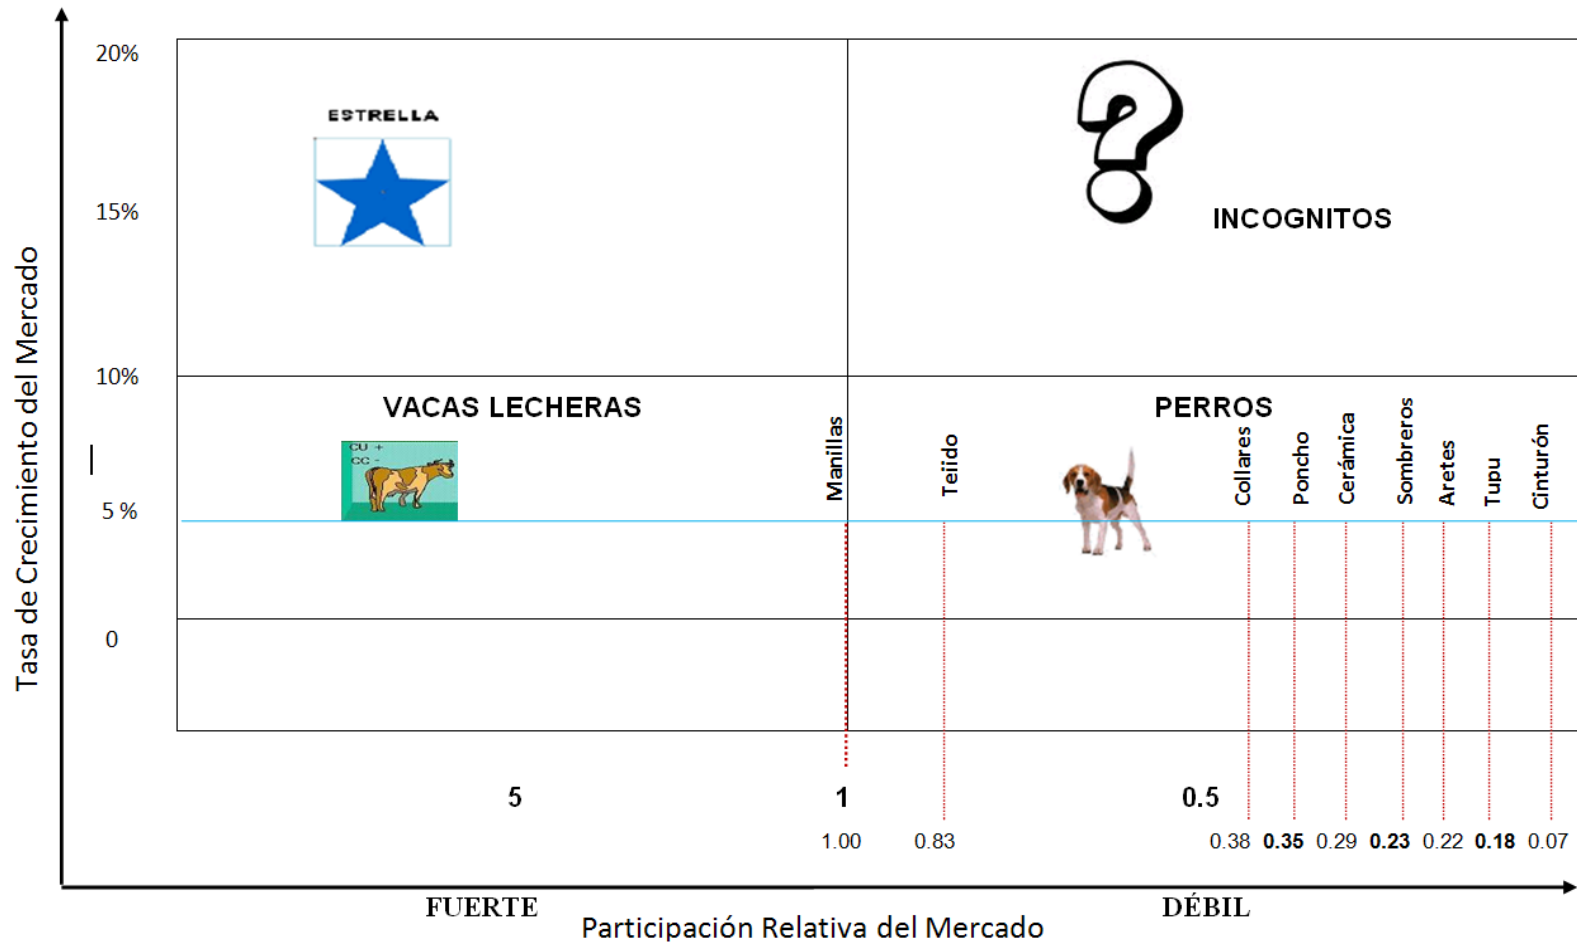 20%
ESTRELLA
15%
INCOGNITOS
Tasa de Crecimiento del Mercado
10%
VACAS LECHERAS
PERROS
CU +
CC -
Manillas
Teiido
Collares
Poncho
Cerámica
Sombreros
Aretes
Tupu
Cinturón
5 %
0
5
1
0.5
1.00
0.83
0.38
0.35
0.29
0.23
0.22
0.18
0.07
FUERTE
DÉBIL
Participación Relativa del Mercado